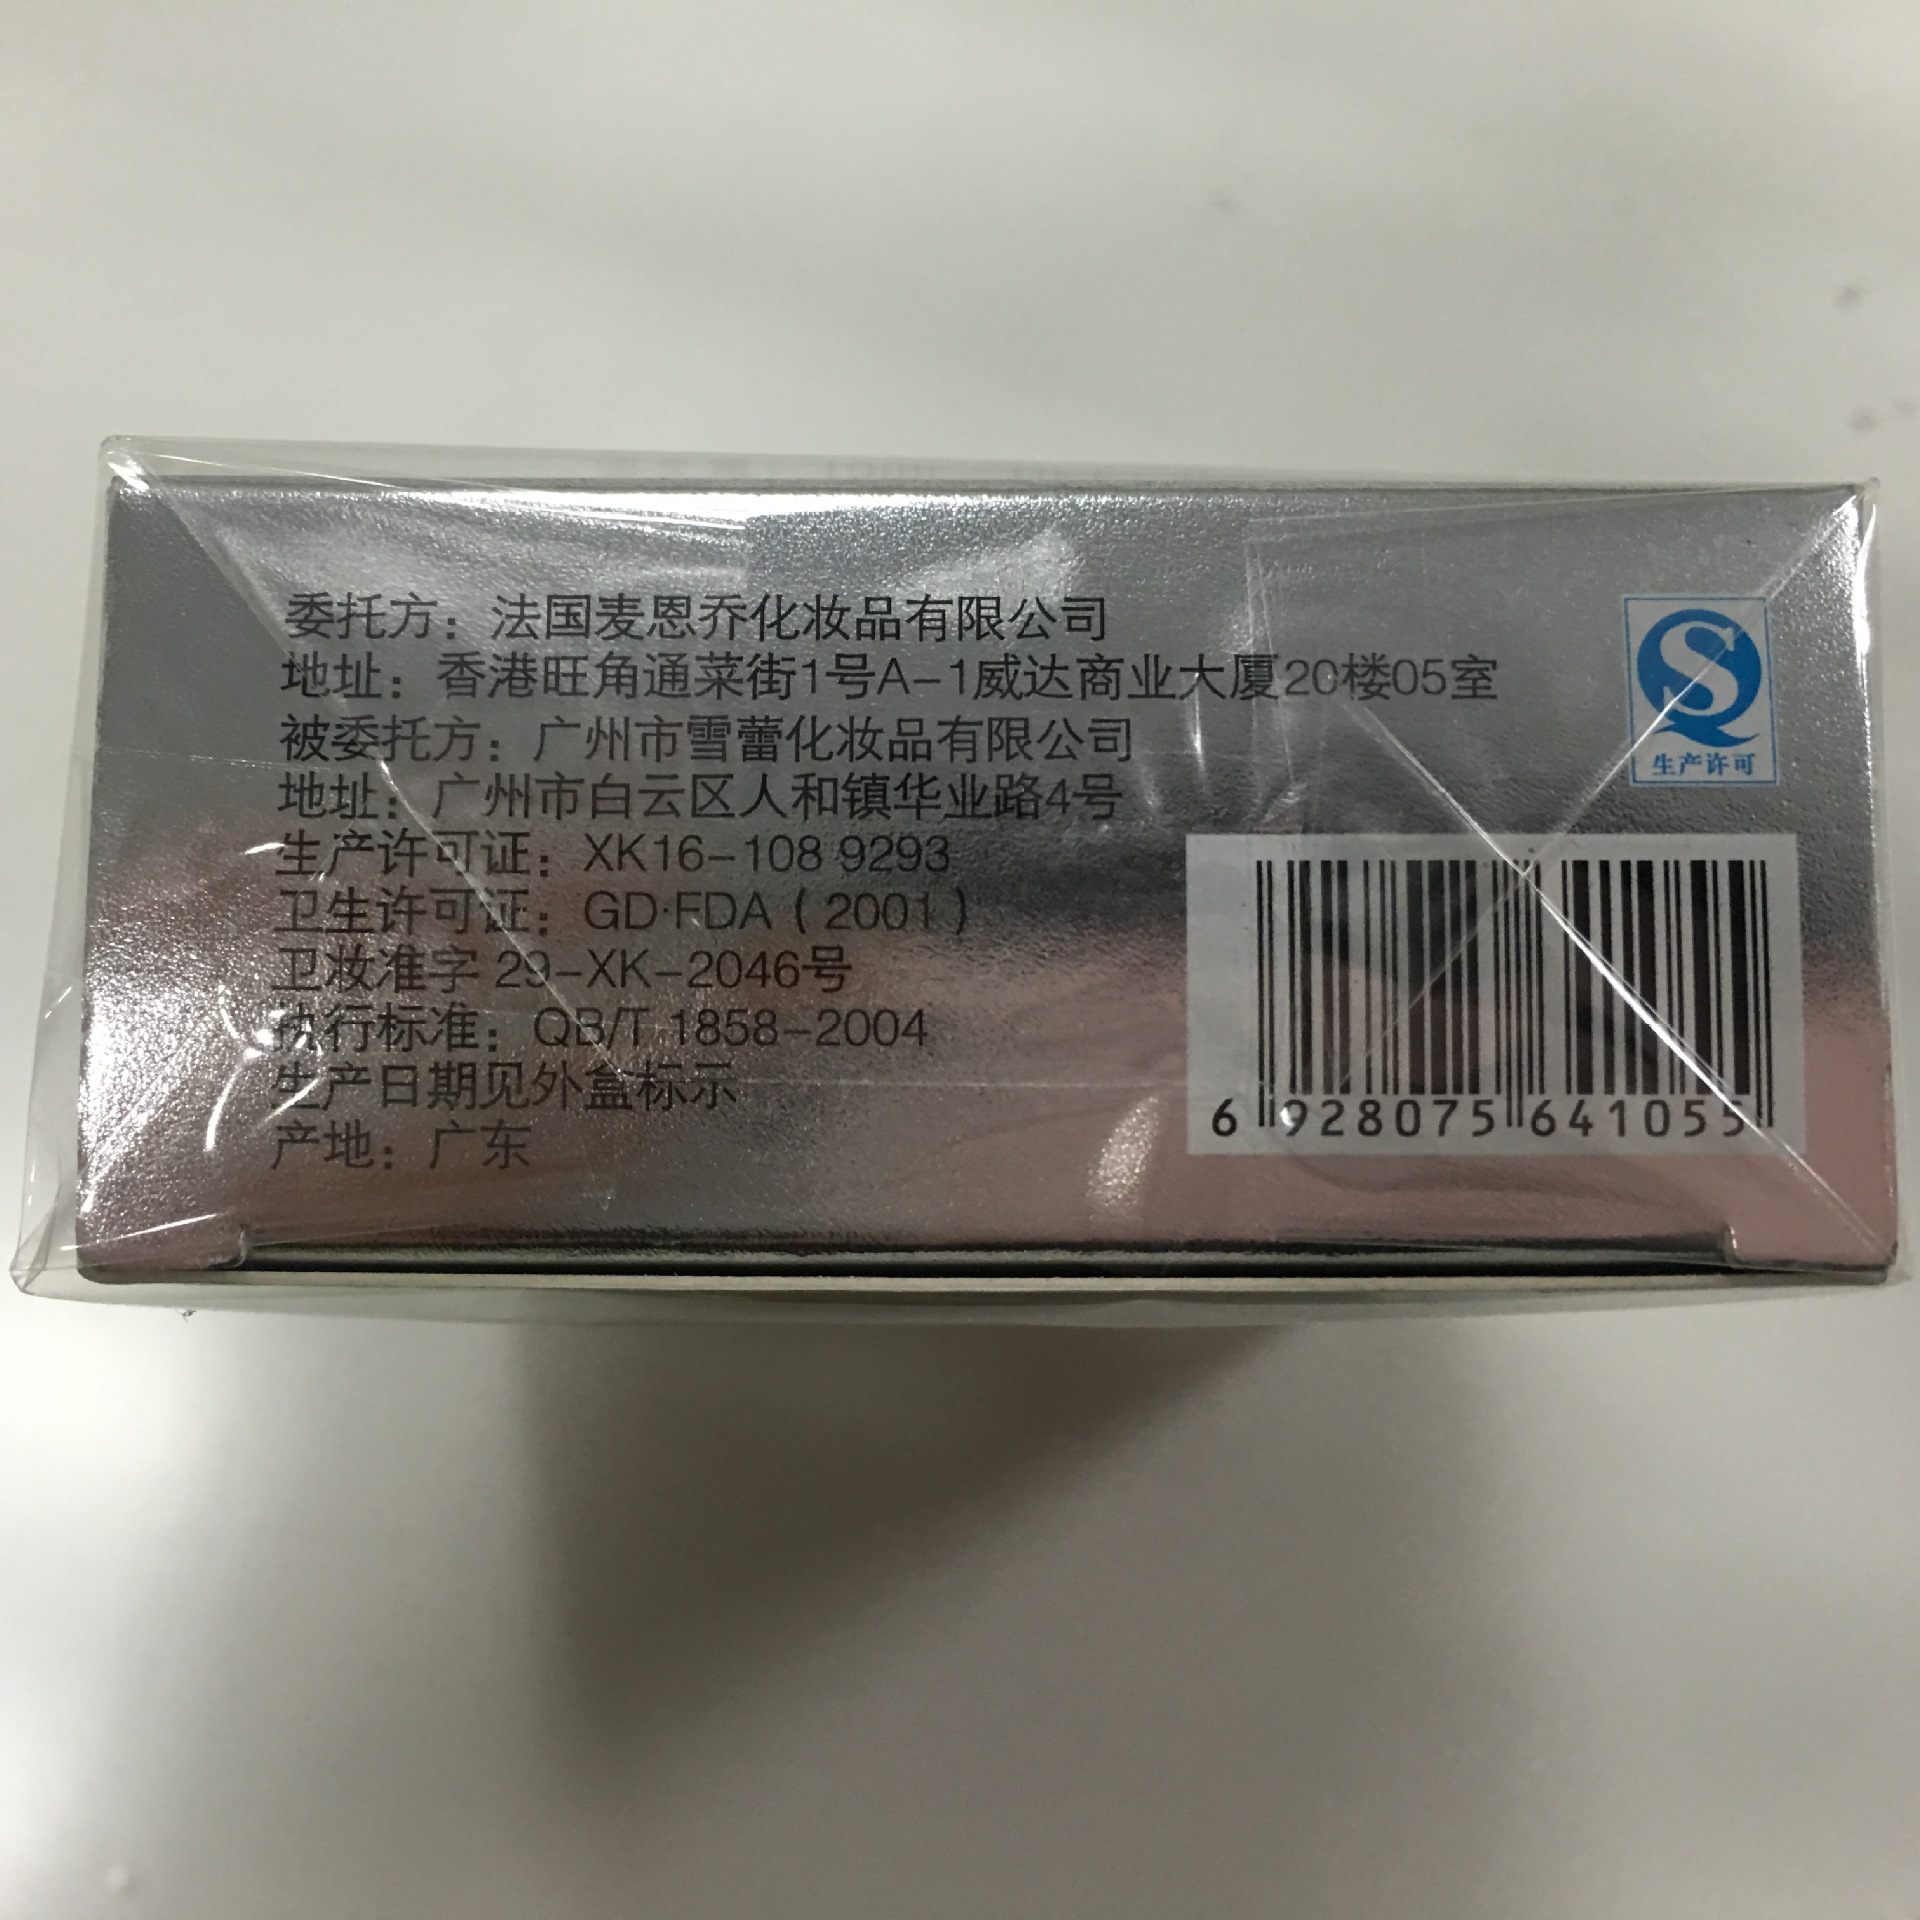 委托方：法国麦恩乔化妆品有限公司
地址：香港旺角通菜街1号A-1威达商业大厦20楼05室
被委托方：广州市雪蕾化妆品有限公司
地址：广州市白云区人和镇华业路4号
生产许可证：XK16-108 9293
卫生许可证：GD·FDA（2001）
卫妆准字 29-XK-2046号
执行标准：QB/T 1858-2004
生产日期见外盒标示
产地：广东
QS
生产许可
6 928075 641055